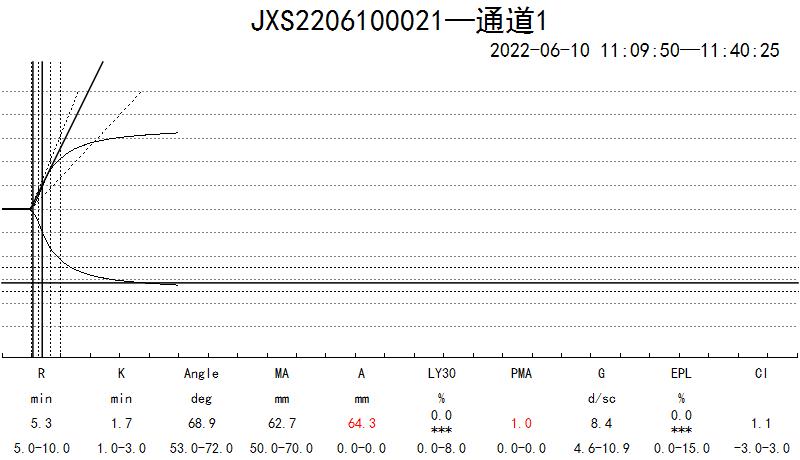 JXS2206100021—通道1
2022-06-10 11:09:50—11:40:25
R K Angle MA A LY30 PMA G EPL CI
min min deg mm mm % d/sc %
5.3 1.7 68.9 62.7 64.3 0.0 *** 1.0 8.4 0.0 *** 1.1
5.0-10.0 1.0-3.0 53.0-72.0 50.0-70.0 0.0-0.0 0.0-8.0 0.0-0.0 4.6-10.9 0.0-15.0 -3.0-3.0